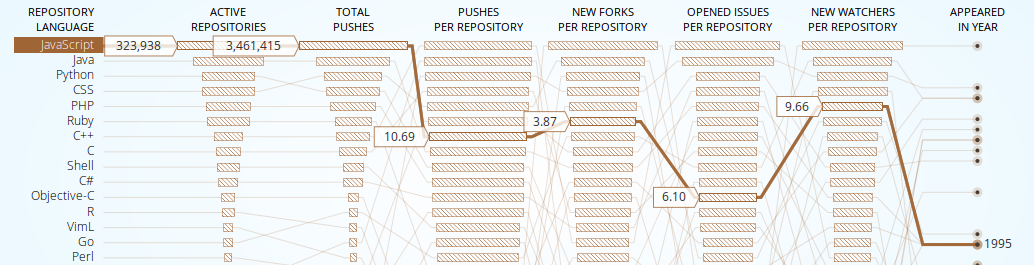 REPOSITORY LANGUAGE
ACTIVE REPOSITORIES
TOTAL PUSHES
PUSHES PER REPOSITORY
NEW FORKS PER REPOSITORY
OPENED ISSUES PER REPOSITORY
NEW WATCHERS PER REPOSITORY
APPEARED IN YEAR
JavaScript 323,938 3,461,415
Java
Python
CSS
PHP 9.66
Ruby 3.87
C++ 10.69
C
Shell
C#
Objective-C 6.10
R
VimL
Go 1995
Perl